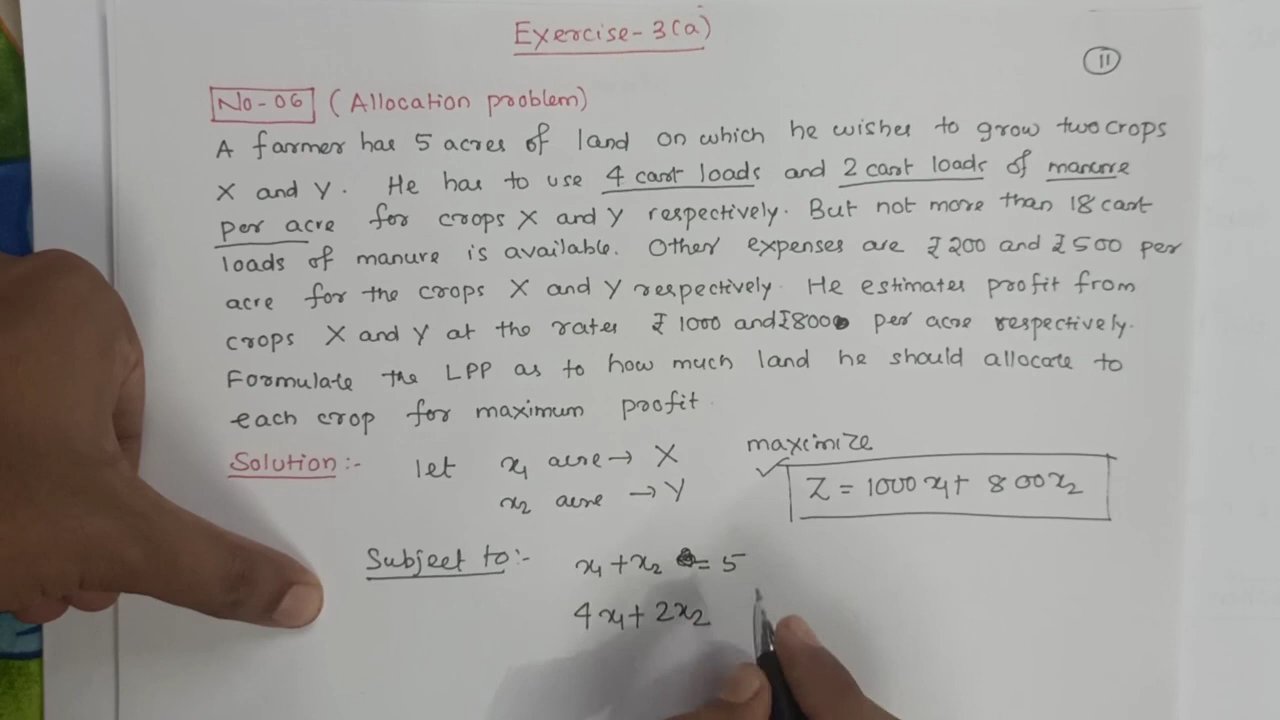 Exercise-3(a)
11
No-06 (Allocation problem)
A farmer has 5 acres of land on which he wishes to grow two crops
X and Y. He has to use 4 cart loads and 2 cart loads of manure
per acre for crops X and Y respectively. But not more than 18 cart
loads of manure is available. Other expenses are ₹200 and ₹500 per
acre for the crops X and Y respectively. He estimates profit from
crops X and Y at the rates ₹1000 and ₹800 per acre respectively.
Formulate the LPP as to how much land he should allocate to
each crop for maximum profit.
Solution:- let x₁ acre → X
x₂ acre → Y
maximize
✓ Z = 1000x₁ + 800x₂
Subject to:- x₁ + x₂ = 5
4x₁ + 2x₂